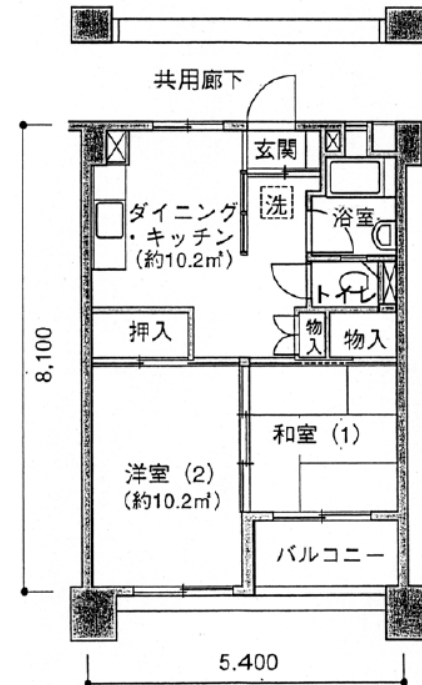 共用廊下
玄関
洗
浴室
ダイニング
・キッチン
(約10.2㎡)
トイレ
8,100
押入
物入
物入
和室 (1)
洋室 (2)
(約10.2㎡)
バルコニー
5.400